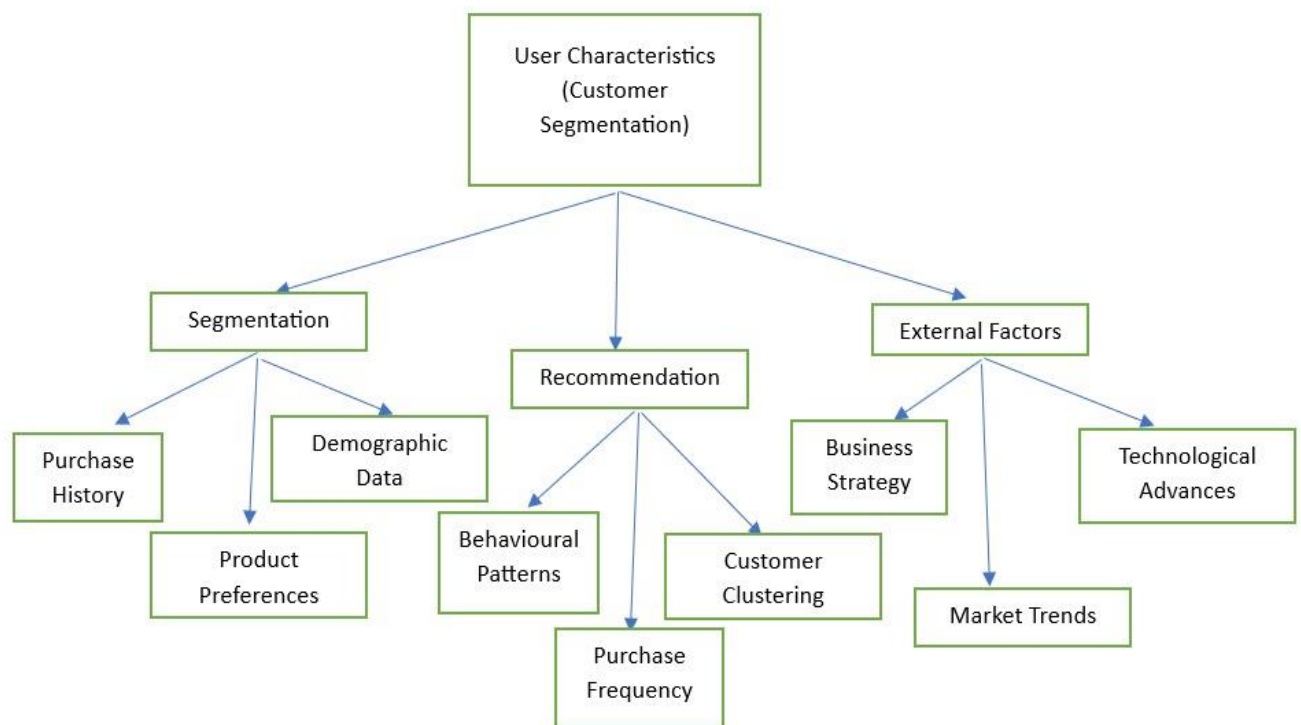 User Characteristics
(Customer
Segmentation)
Segmentation
Recommendation
External Factors
Purchase
History
Product
Preferences
Demographic
Data
Behavioural
Patterns
Purchase
Frequency
Customer
Clustering
Business
Strategy
Market Trends
Technological
Advances